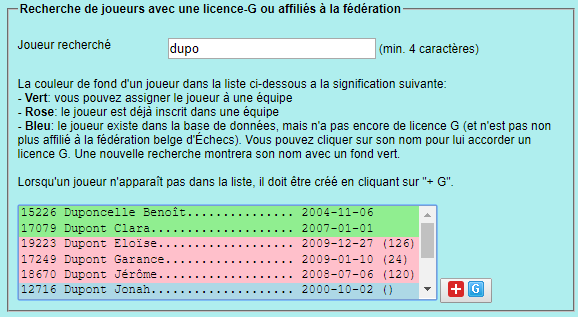 Recherche de joueurs avec une licence-G ou affiliés à la fédération
Joueur recherché dupo (min. 4 caractères)
La couleur de fond d'un joueur dans la liste ci-dessous a la signification suivante:
- Vert: vous pouvez assigner le joueur à une équipe
- Rose: le joueur est déjà inscrit dans une équipe
- Bleu: le joueur existe dans la base de données, mais n'a pas encore de licence G (et n'est pas non
plus affilié à la fédération belge d'Échecs). Vous pouvez cliquer sur son nom pour lui accorder un
licence G. Une nouvelle recherche montrera son nom avec un fond vert.
Lorsqu'un joueur n'apparaît pas dans la liste, il doit être créé en cliquant sur "+ G".
15226 Duponcelle Benoît............... 2004-11-06
17079 Dupont Clara.................... 2007-01-01
19223 Dupont Eloïse................... 2009-12-27 (126)
17249 Dupont Garance.................. 2009-01-10 (24)
18670 Dupont Jérôme................... 2008-07-06 (120)
12716 Dupont Jonah.................... 2000-10-02 ()
+ G